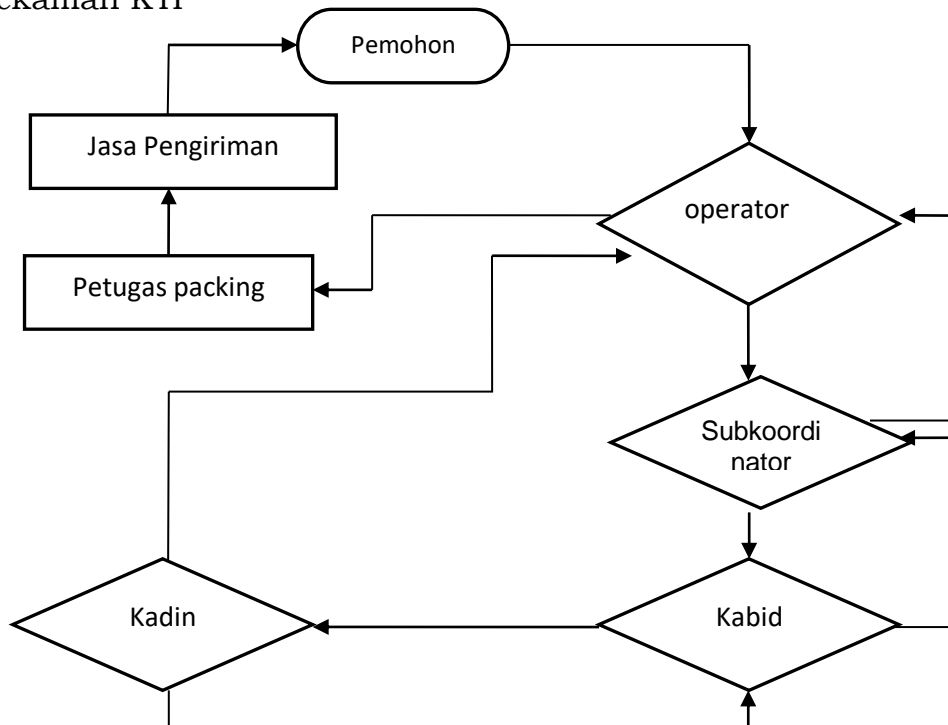 Pemohon
Jasa Pengiriman
operator
Petugas packing
Subkoordi
nator
Kadin
Kabid